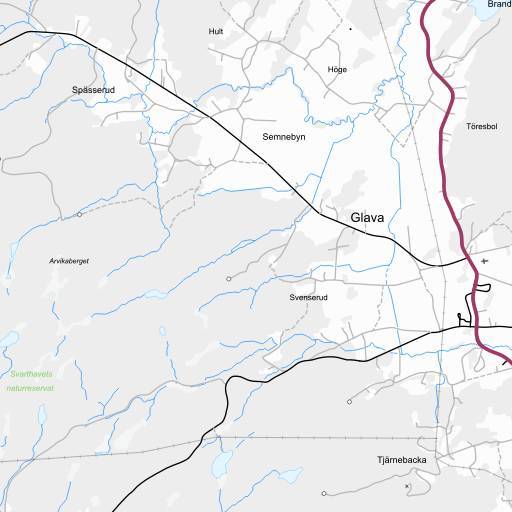 Brand
Hult
Höge
Spässerud
Töresbol
Semnebyn
Glava
Arvikaberget
Svenserud
Svarthavets
naturreservat
Tjärnebacka